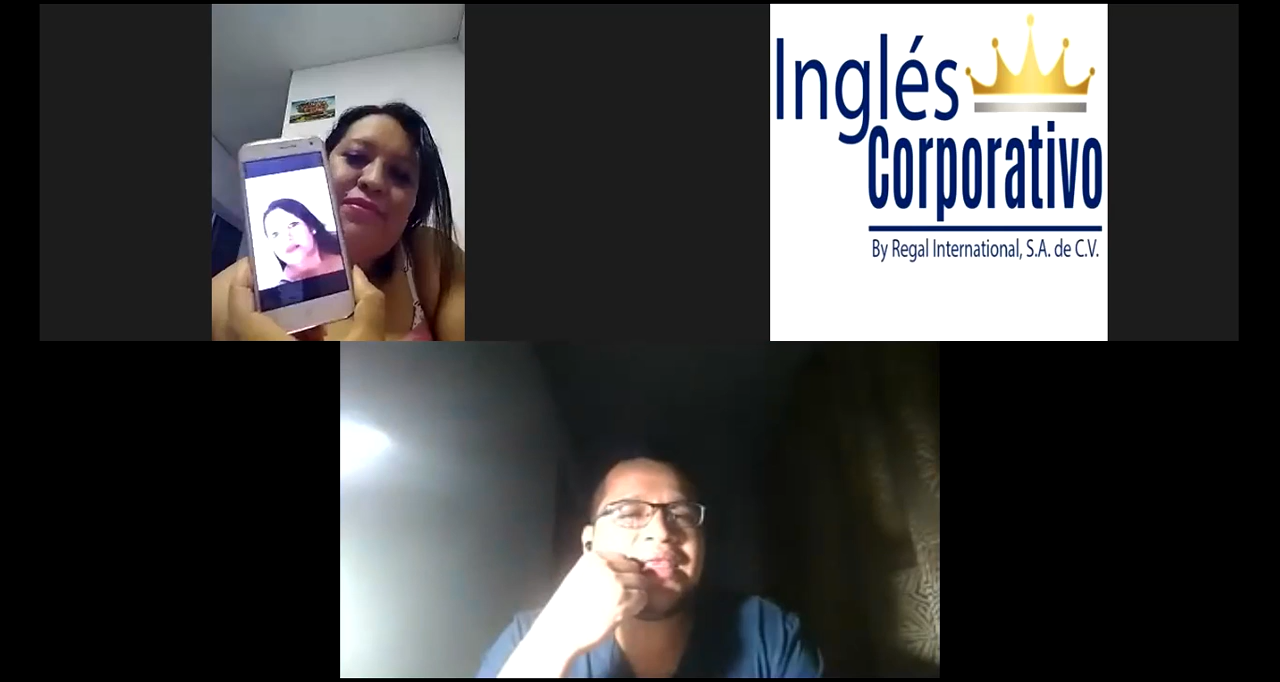 Inglés
Corporativo
By Regal International, S.A. de C.V.